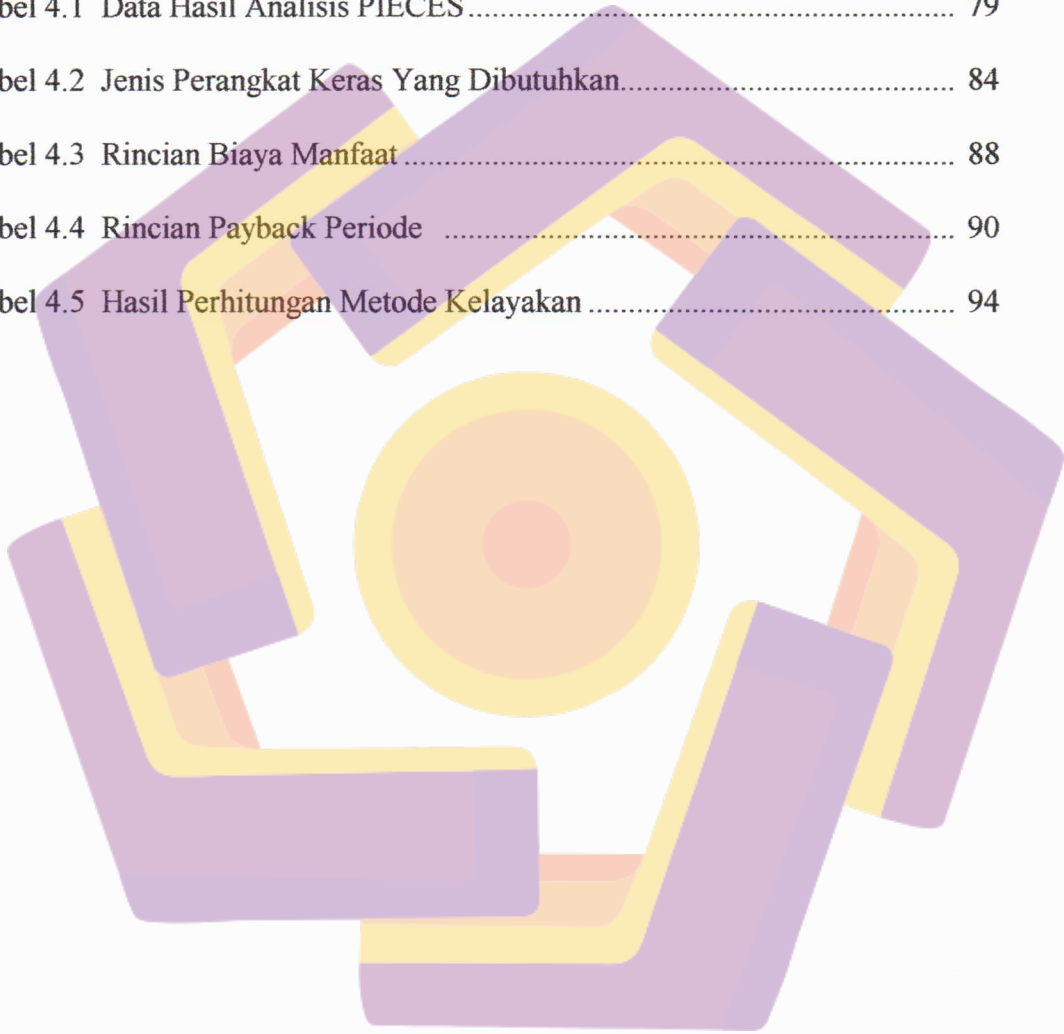 bel 4.1 Data Hasil Analisis PIECES........................................................ 79
bel 4.2 Jenis Perangkat Keras Yang Dibutuhkan........................................ 84
bel 4.3 Rincian Biaya Manfaat................................................................. 88
bel 4.4 Rincian Payback Periode ............................................................ 90
bel 4.5 Hasil Perhitungan Metode Kelayakan ........................................... 94